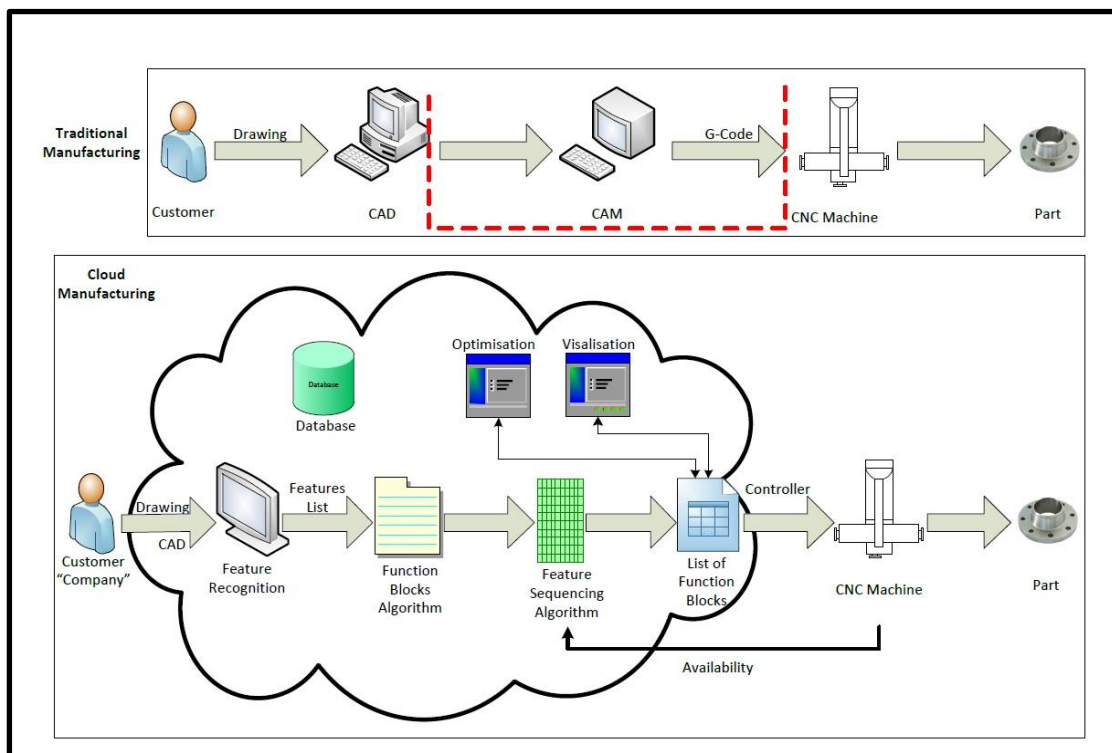 Traditional
Manufacturing
Drawing
G-Code
Customer
CAD
CAM
CNC Machine
Part
Cloud
Manufacturing
Optimisation
Visalisation
Database
Database
Drawing
CAD
Features
List
Controller
Customer
“Company”
Feature
Recognition
Function
Blocks
Algorithm
Feature
Sequencing
Algorithm
List of
Function
Blocks
CNC Machine
Part
Availability